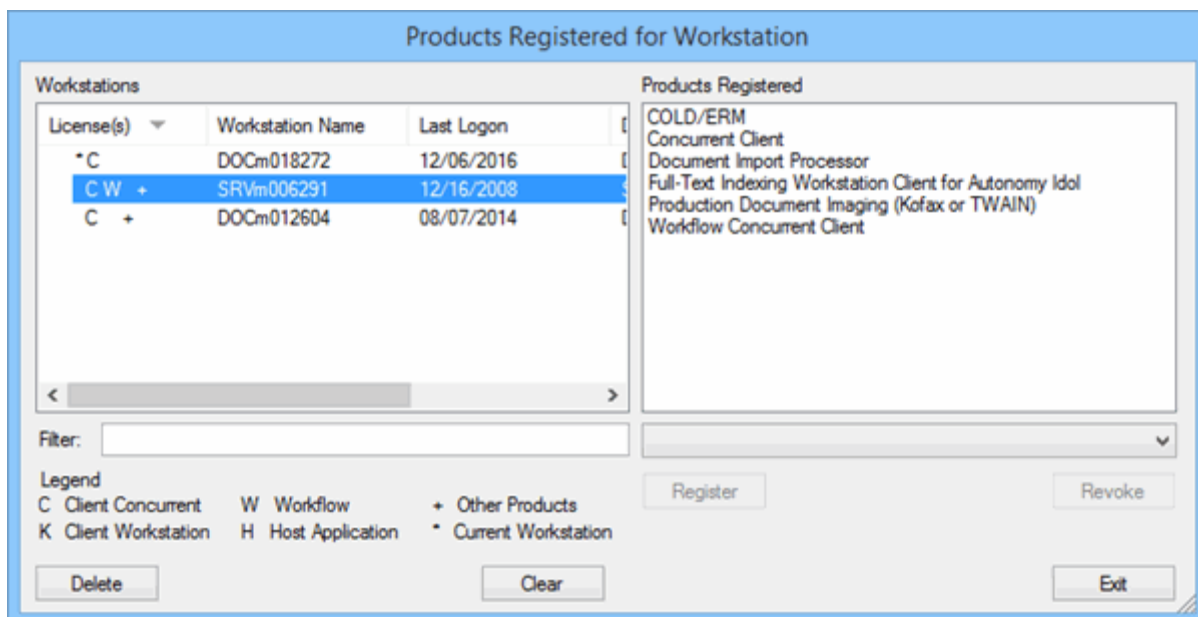 Products Registered for Workstation
Workstations
License(s) Workstation Name Last Logon
* C DOCm018272 12/06/2016
C W + SRVm006291 12/16/2008
C + DOCm012604 08/07/2014
Products Registered
COLD/ERM
Concurrent Client
Document Import Processor
Full-Text Indexing Workstation Client for Autonomy Idol
Production Document Imaging (Kofax or TWAIN)
Workflow Concurrent Client
Filter:
Legend
C Client Concurrent W Workflow + Other Products
K Client Workstation H Host Application * Current Workstation
Register Revoke
Delete Clear Exit